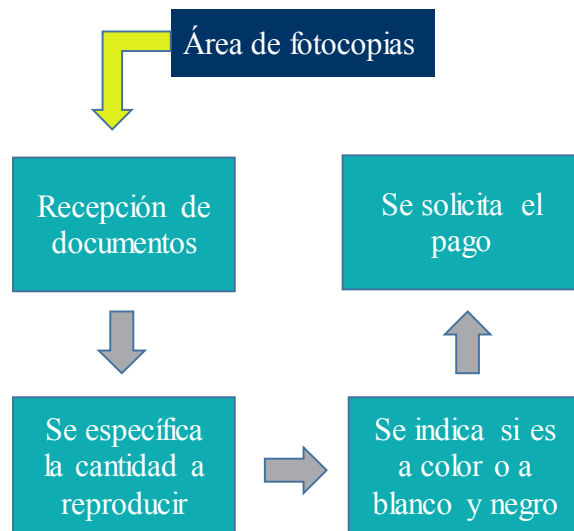 Área de fotocopias
Recepción de
documentos
Se específica
la cantidad a
reproducir
Se indica si es
a color o a
blanco y negro
Se solicita el
pago